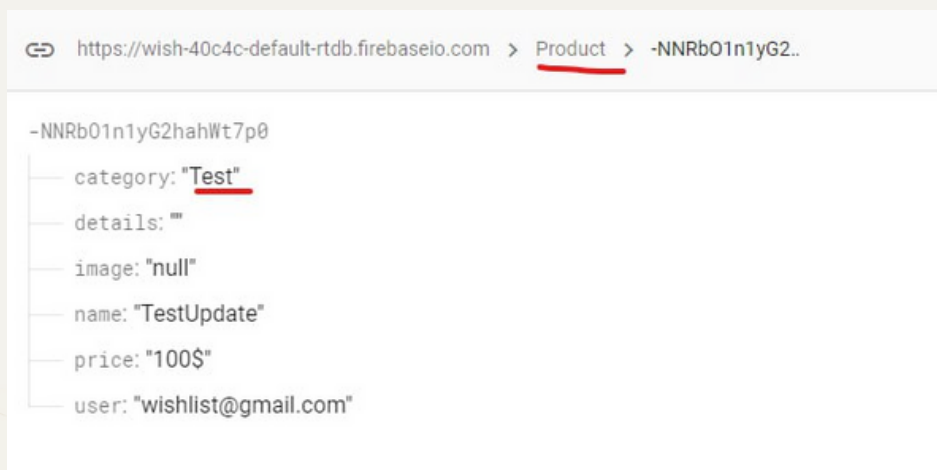 https://wish-40c4c-default-rtdb.firebaseio.com > Product > -NNRbO1n1yG2..
-NNRbO1n1yG2hahWt7p0
category: "Test"
details: ""
image: "null"
name: "TestUpdate"
price: "100$"
user: "wishlist@gmail.com"